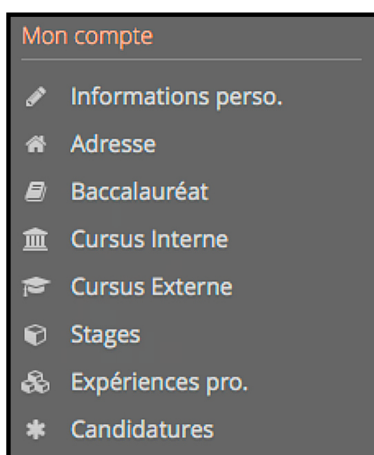 Mon compte
Informations perso.
Adresse
Baccalauréat
Cursus Interne
Cursus Externe
Stages
Expériences pro.
Candidatures